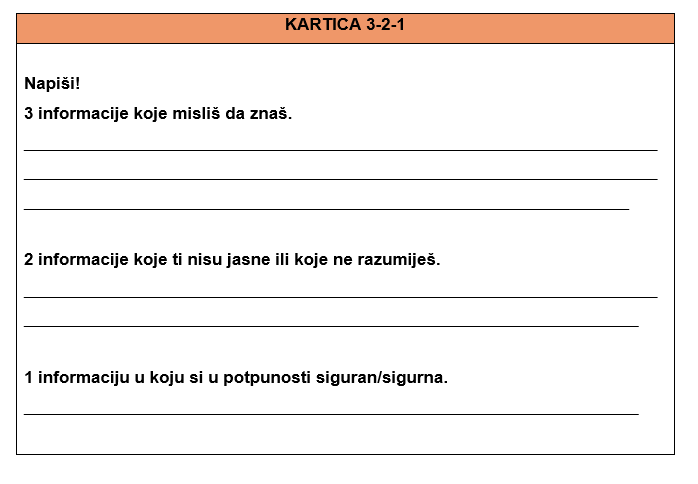 KARTICA 3-2-1
Napiši!
3 informacije koje misliš da znaš.
2 informacije koje ti nisu jasne ili koje ne razumiješ.
1 informaciju u koju si u potpunosti siguran/sigurna.